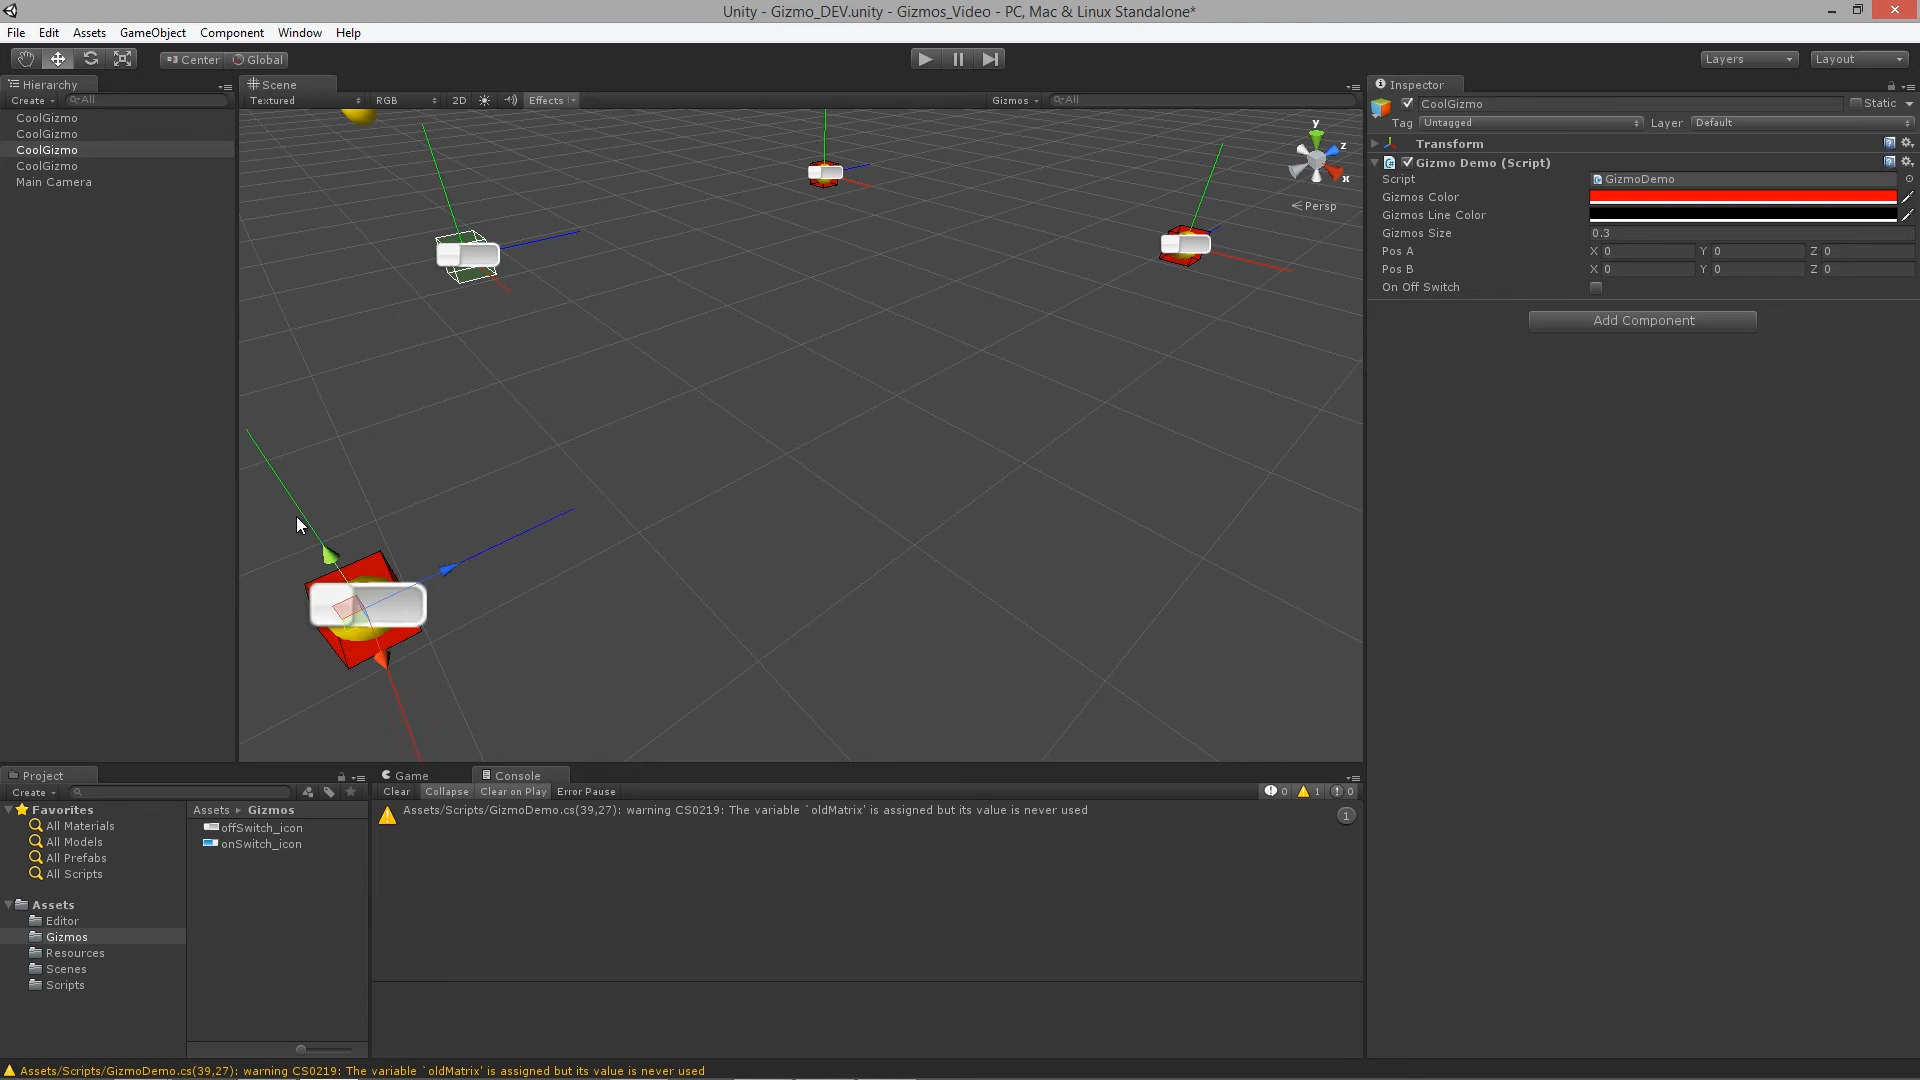 Unity - Gizmo_DEV.unity - Gizmos_Video - PC, Mac & Linux Standalone*
File Edit Assets GameObject Component Window Help
Center Global Layers Layout
Hierarchy
Create All
CoolGizmo
CoolGizmo
CoolGizmo
CoolGizmo
Main Camera
Scene
Textured RGB 2D Effects Gizmos All
y
z
x
Persp
Inspector
CoolGizmo Static
Tag Untagged Layer Default
Transform
Gizmo Demo (Script)
Script GizmoDemo
Gizmos Color
Gizmos Line Color
Gizmos Size 0.3
Pos A X 0 Y 0 Z 0
Pos B X 0 Y 0 Z 0
On Off Switch
Add Component
Project
Create
Favorites
All Materials
All Models
All Prefabs
All Scripts
Assets
Editor
Gizmos
Resources
Scenes
Scripts
Assets Gizmos
offSwitch_icon
onSwitch_icon
Game Console
Clear Collapse Clear on Play Error Pause 0 1 0
Assets/Scripts/GizmoDemo.cs(39,27): warning CS0219: The variable `oldMatrix' is assigned but its value is never used
1
Assets/Scripts/GizmoDemo.cs(39,27): warning CS0219: The variable `oldMatrix' is assigned but its value is never used